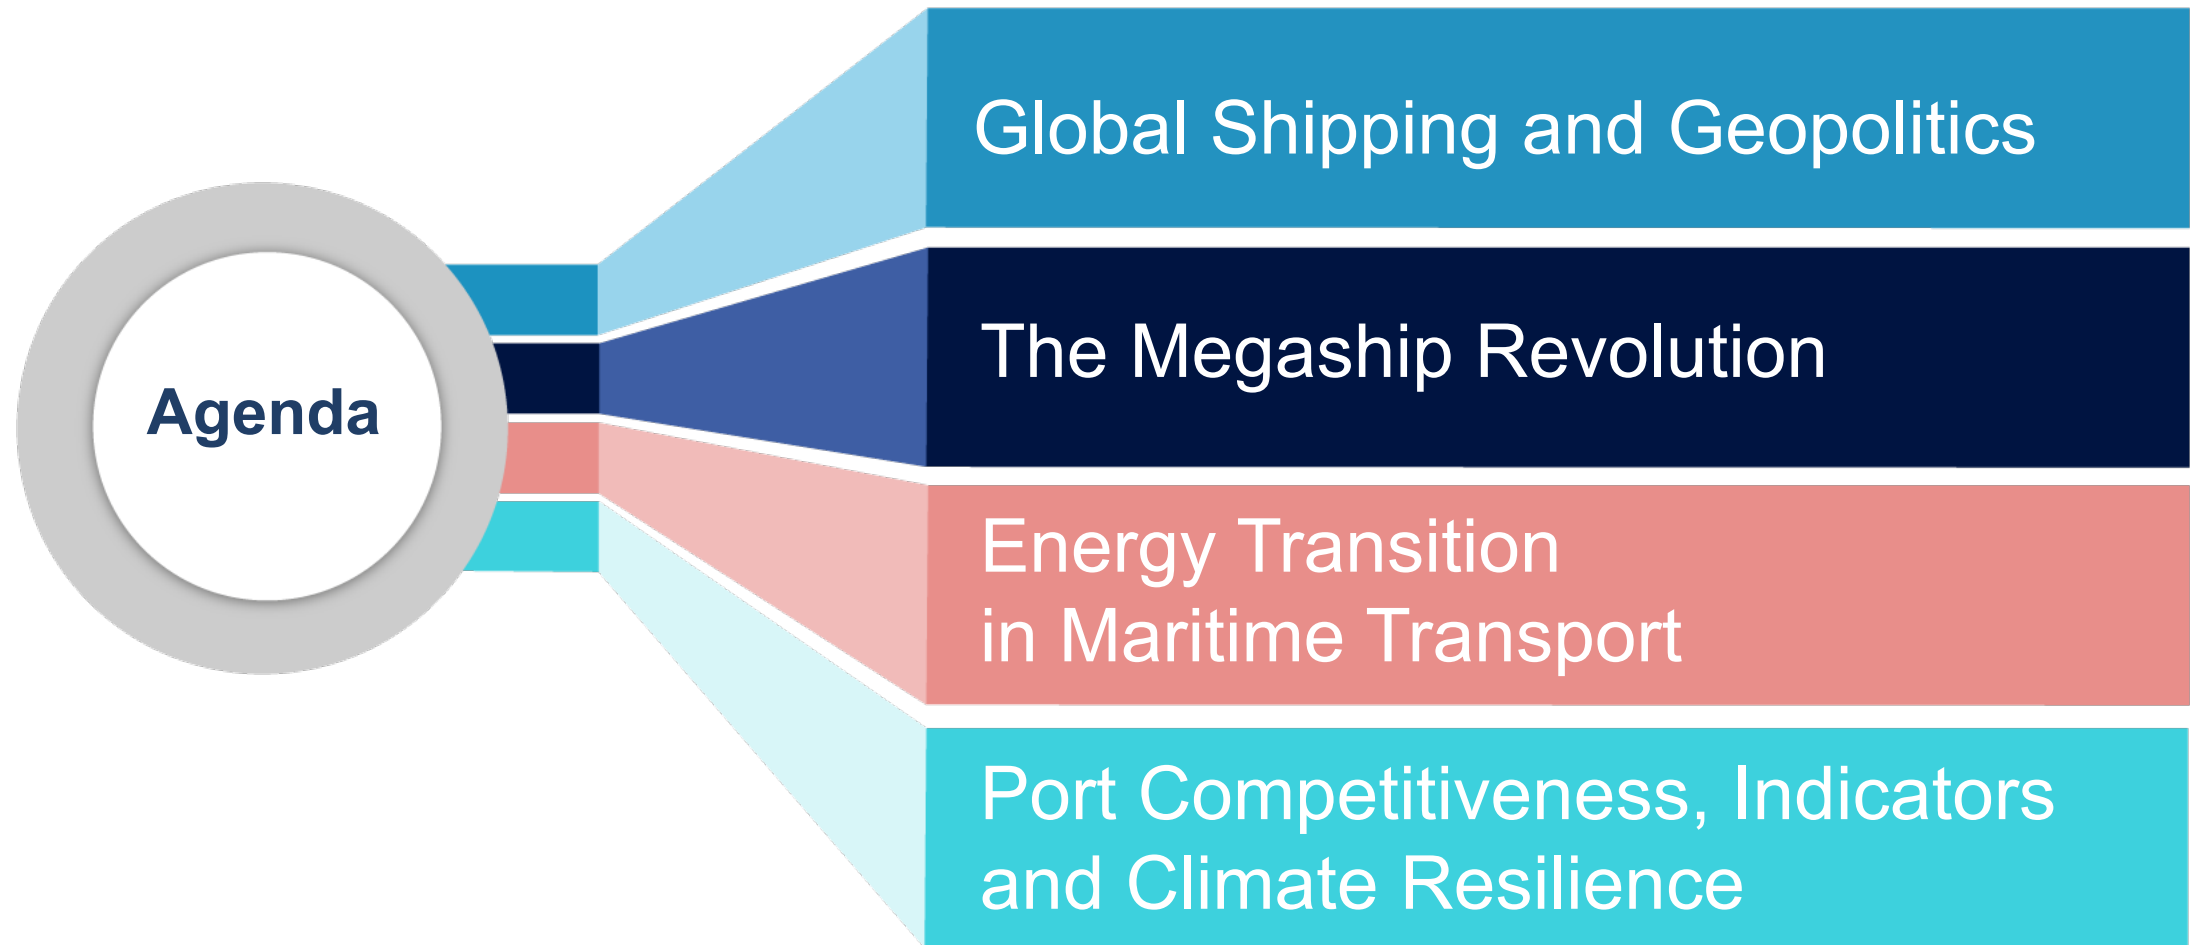 Agenda
Global Shipping and Geopolitics
The Megaship Revolution
Energy Transition
in Maritime Transport
Port Competitiveness, Indicators
and Climate Resilience